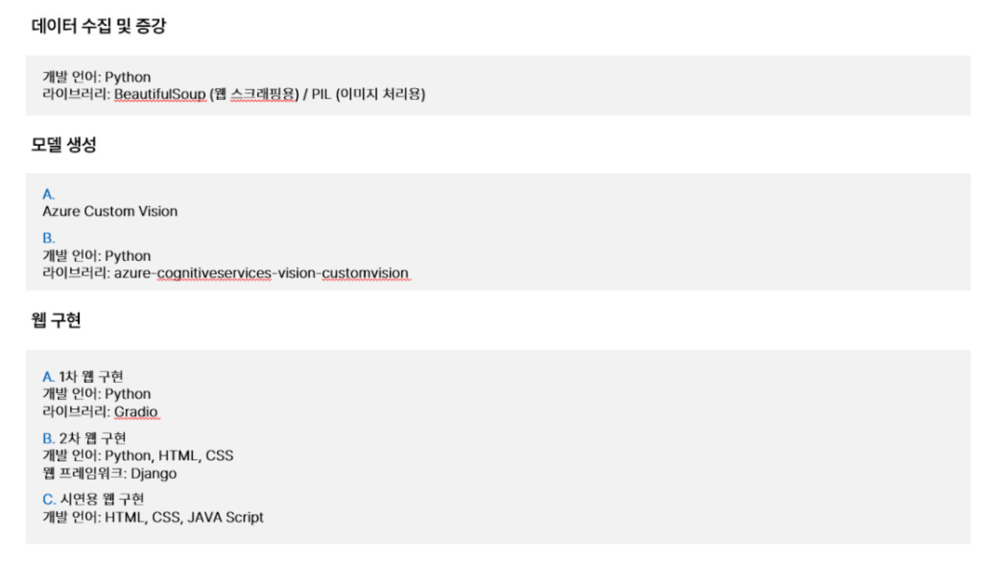 데이터 수집 및 증강
개발 언어: Python
라이브러리: BeautifulSoup (웹 스크래핑용) / PIL (이미지 처리용)
모델 생성
A.
Azure Custom Vision
B.
개발 언어: Python
라이브러리: azure-cognitiveservices-vision-customvision
웹 구현
A. 1차 웹 구현
개발 언어: Python
라이브러리: Gradio
B. 2차 웹 구현
개발 언어: Python, HTML, CSS
웹 프레임워크: Django
C. 시연용 웹 구현
개발 언어: HTML, CSS, JAVA Script